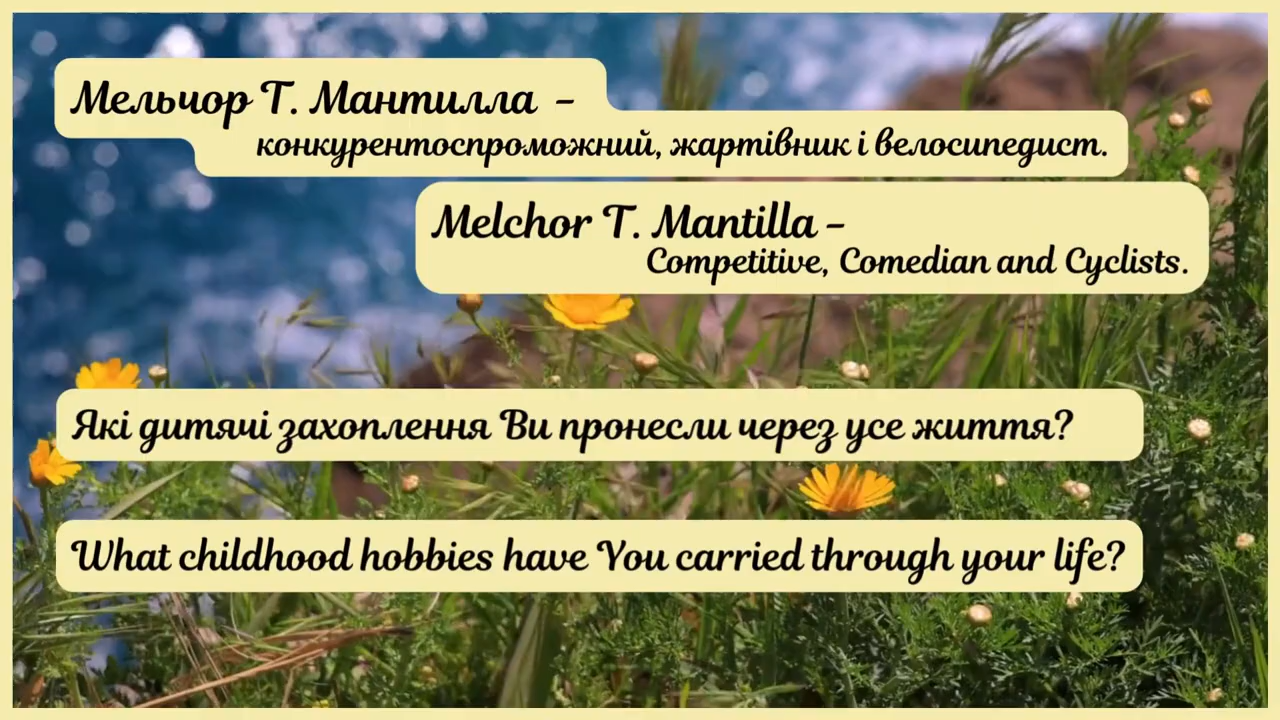 Мельчор Т. Мантилла –
конкурентоспроможний, жартівник і велосипедист.
Melchor T. Mantilla –
Competitive, Comedian and Cyclists.
Які дитячі захоплення Ви пронесли через усе життя?
What childhood hobbies have You carried through your life?